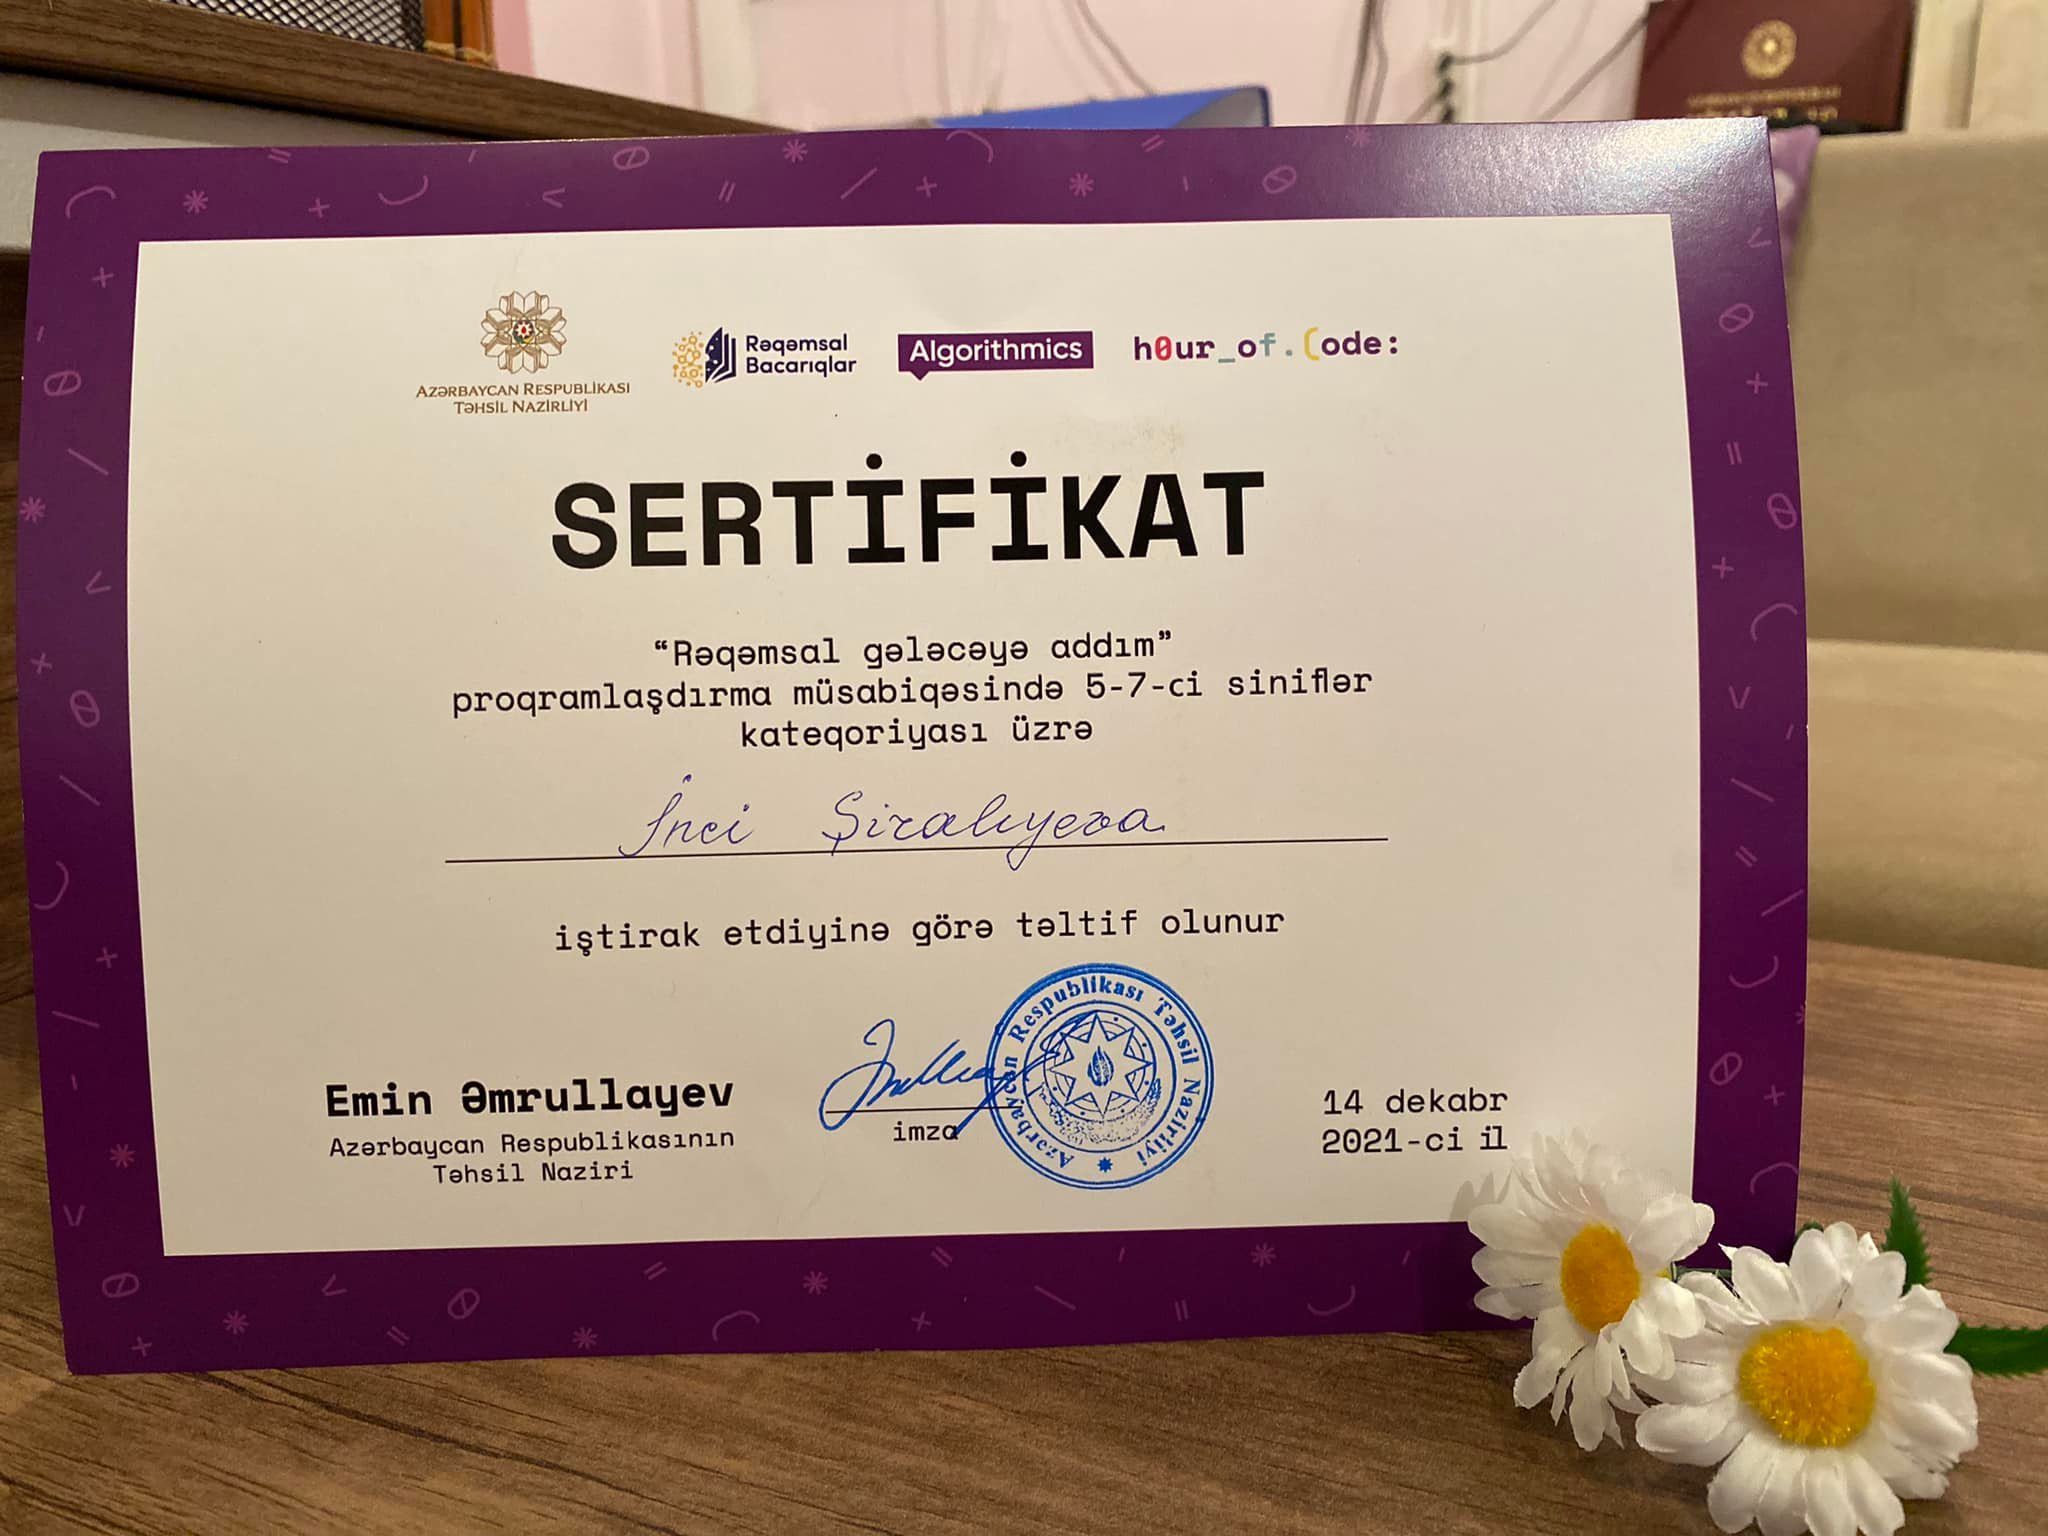 AZƏRBAYCAN RESPUBLİKASI
TƏHSİL NAZİRLİYİ
Rəqəmsal
Bacarıqlar
Algorithmics
h0ur_of.Code:
SERTİFİKAT
“Rəqəmsal gələcəyə addım”
proqramlaşdırma müsabiqəsində 5-7-ci siniflər
kateqoriyası üzrə
İnci Şiralıyeva
iştirak etdiyinə görə təltif olunur
Emin Əmrullayev
Azərbaycan Respublikasının
Təhsil Naziri
imza
Azərbaycan Respublikası Təhsil Nazirliyi
14 dekabr
2021-ci il